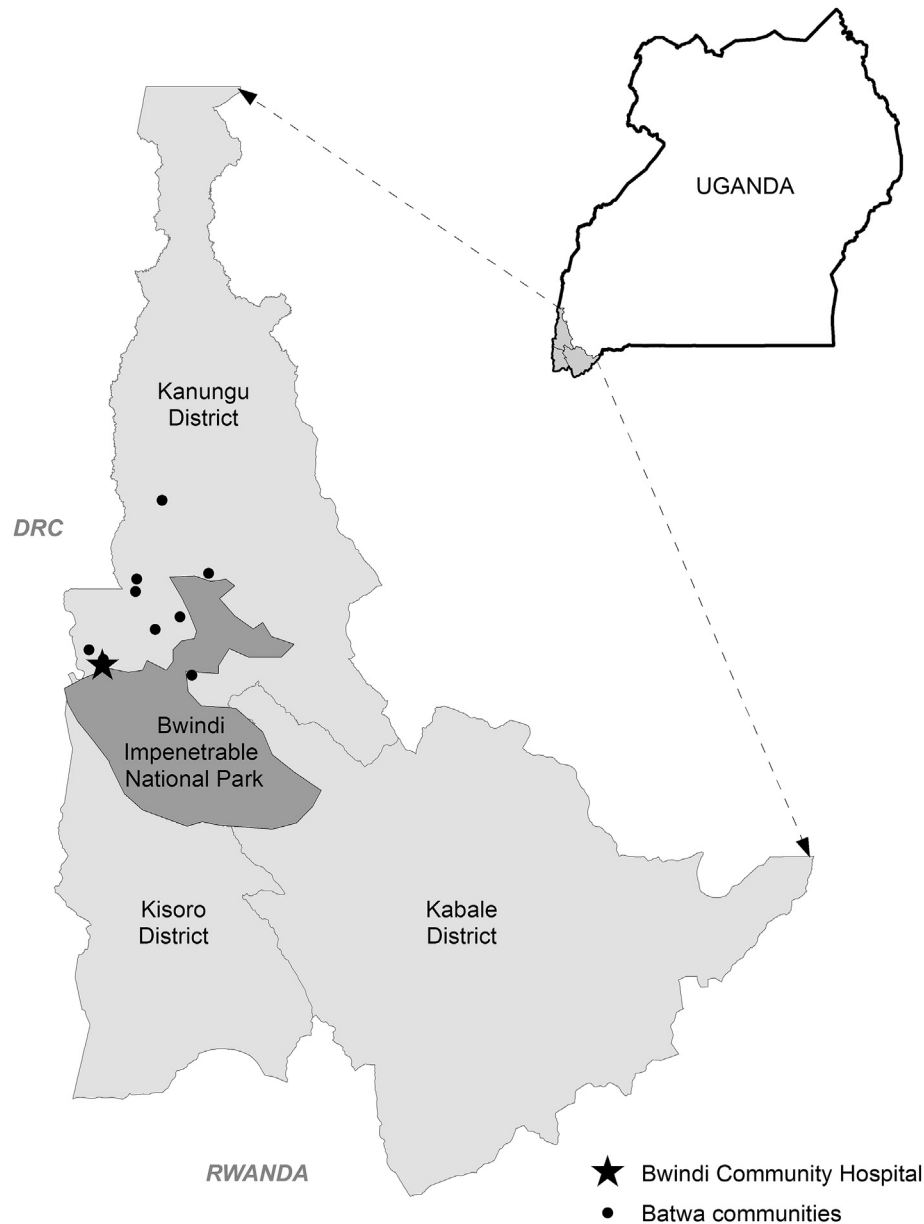 UGANDA
Kanungu
District
DRC
Bwindi
Impenetrable
National Park
Kisoro
District
Kabale
District
RWANDA
Bwindi Community Hospital
Batwa communities